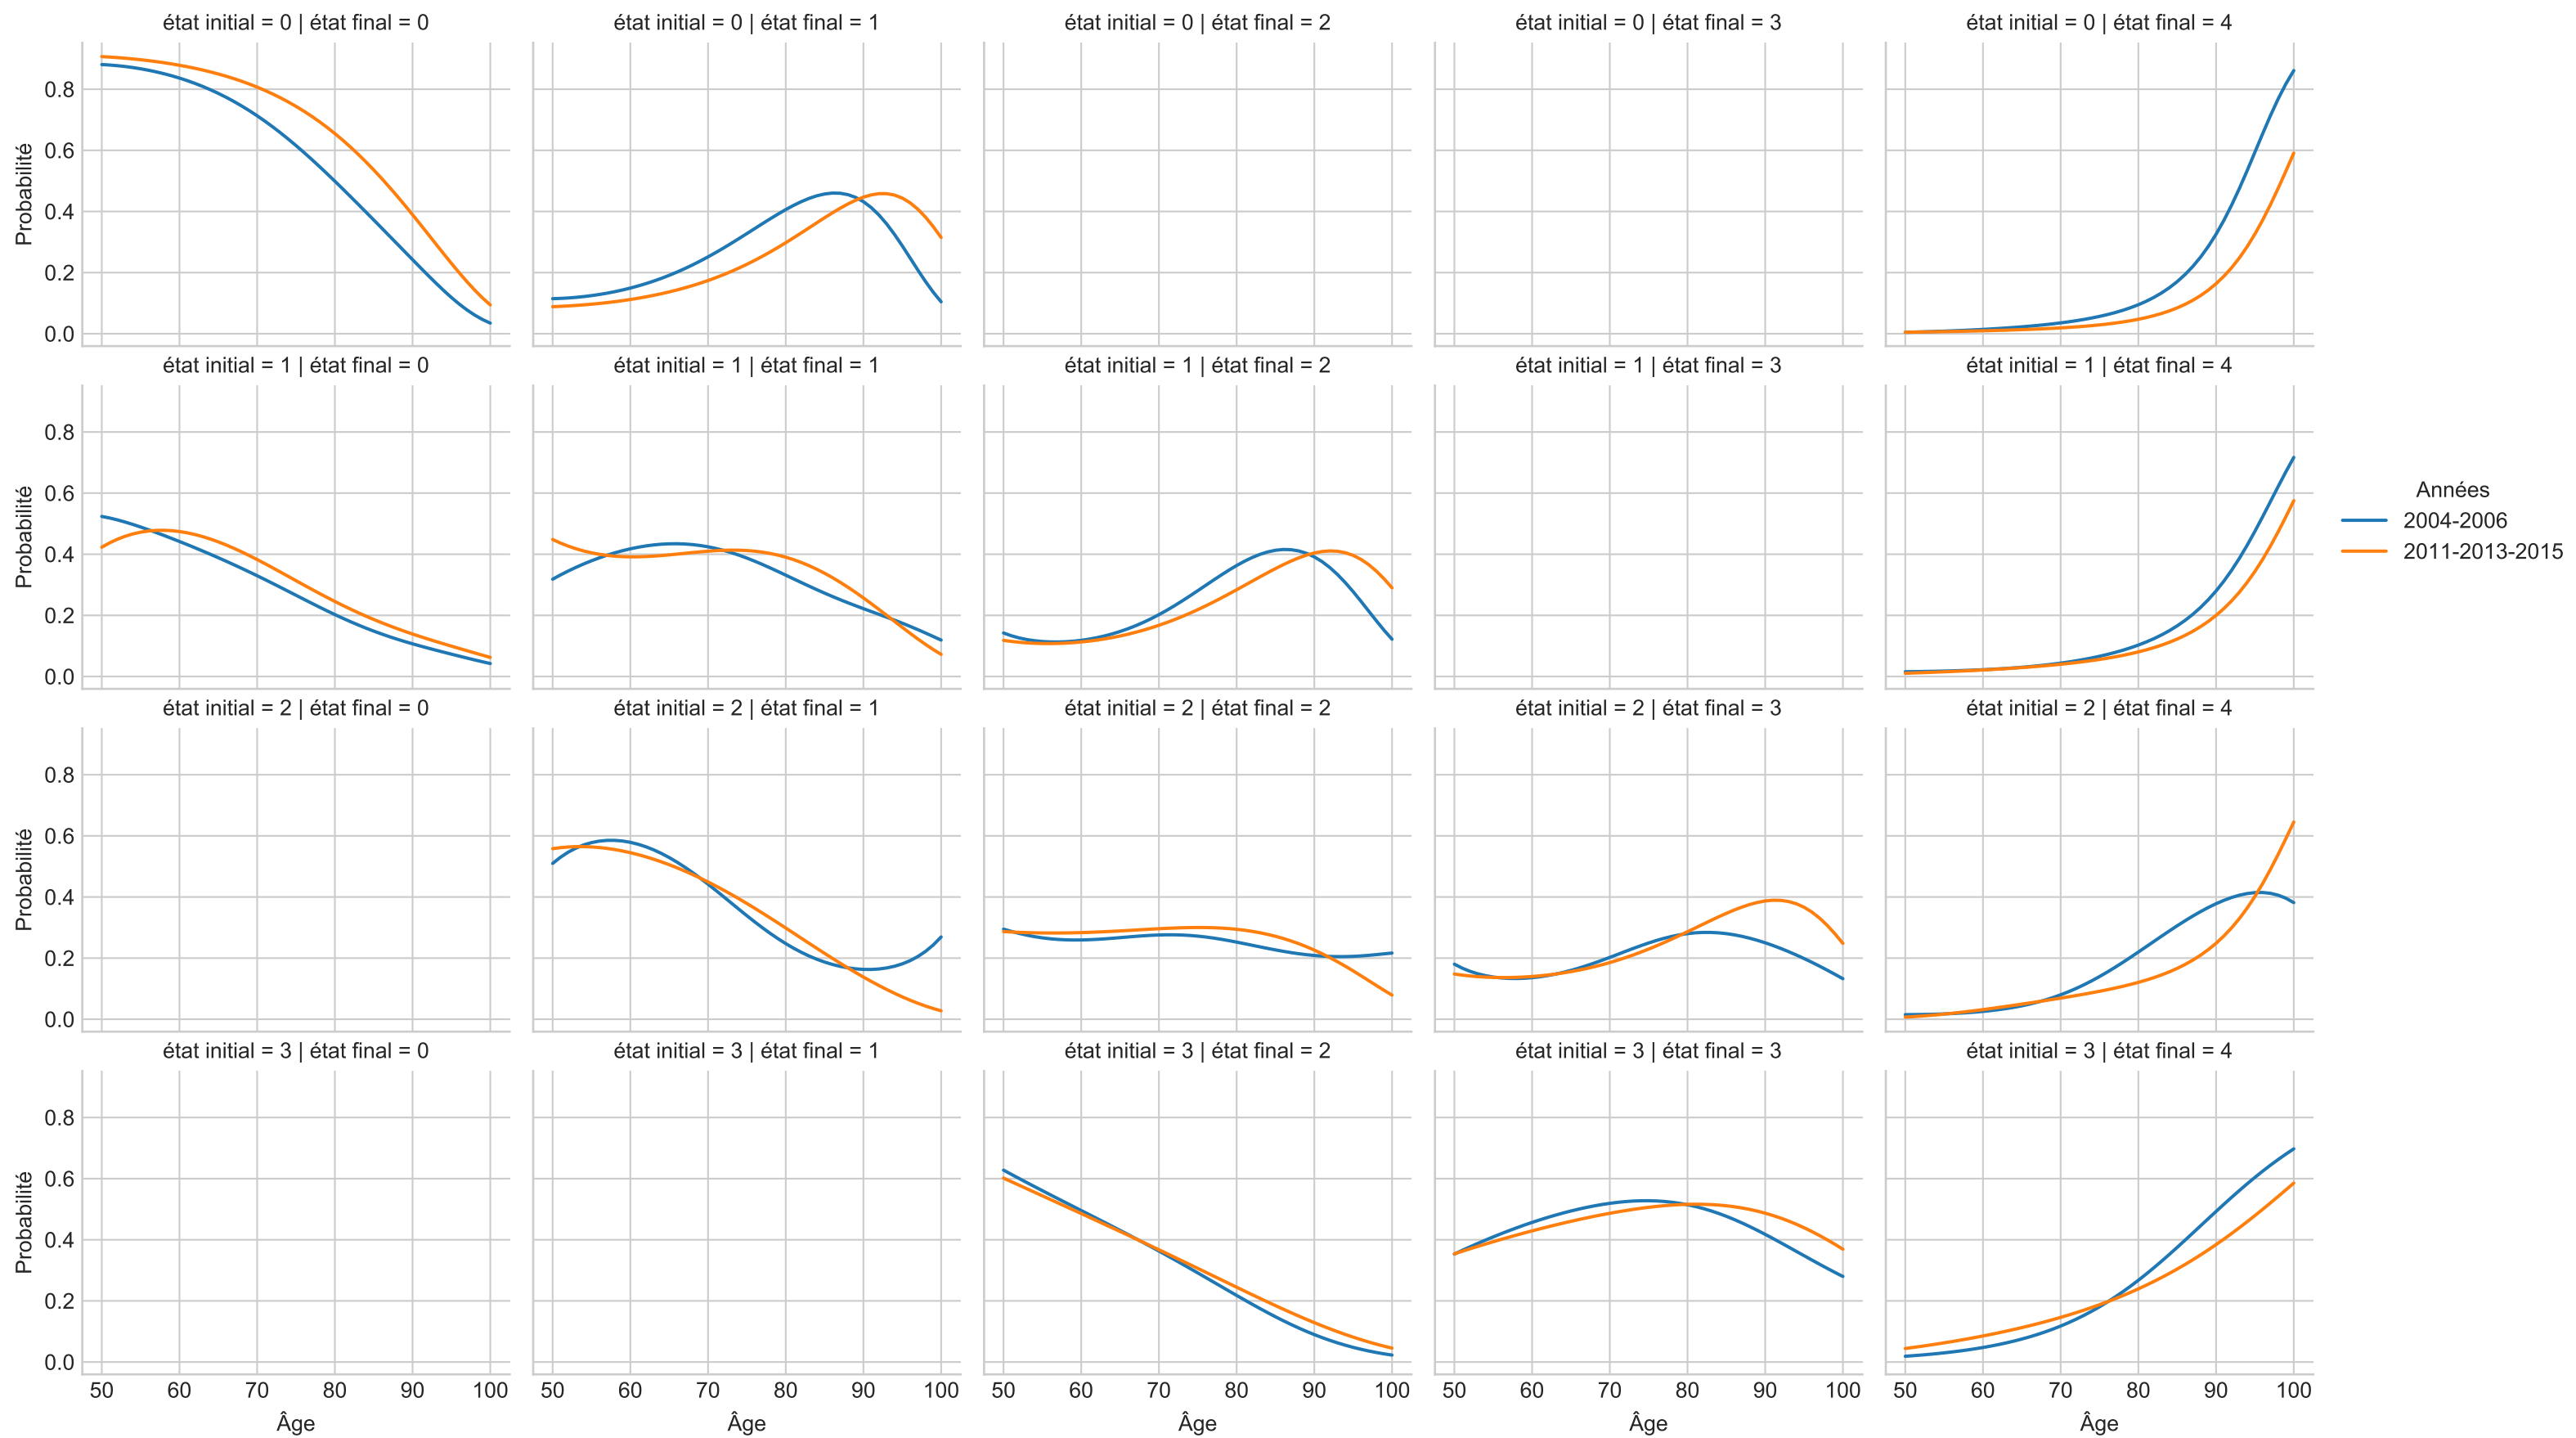 état initial = 0 | état final = 0
état initial = 0 | état final = 1
état initial = 0 | état final = 2
état initial = 0 | état final = 3
état initial = 0 | état final = 4
Probabilité
0.8
0.6
0.4
0.2
0.0
état initial = 1 | état final = 0
état initial = 1 | état final = 1
état initial = 1 | état final = 2
état initial = 1 | état final = 3
état initial = 1 | état final = 4
Probabilité
0.8
0.6
0.4
0.2
0.0
Années
2004-2006
2011-2013-2015
état initial = 2 | état final = 0
état initial = 2 | état final = 1
état initial = 2 | état final = 2
état initial = 2 | état final = 3
état initial = 2 | état final = 4
Probabilité
0.8
0.6
0.4
0.2
0.0
état initial = 3 | état final = 0
état initial = 3 | état final = 1
état initial = 3 | état final = 2
état initial = 3 | état final = 3
état initial = 3 | état final = 4
Probabilité
0.8
0.6
0.4
0.2
0.0
50 60 70 80 90 100
50 60 70 80 90 100
50 60 70 80 90 100
50 60 70 80 90 100
50 60 70 80 90 100
Âge
Âge
Âge
Âge
Âge